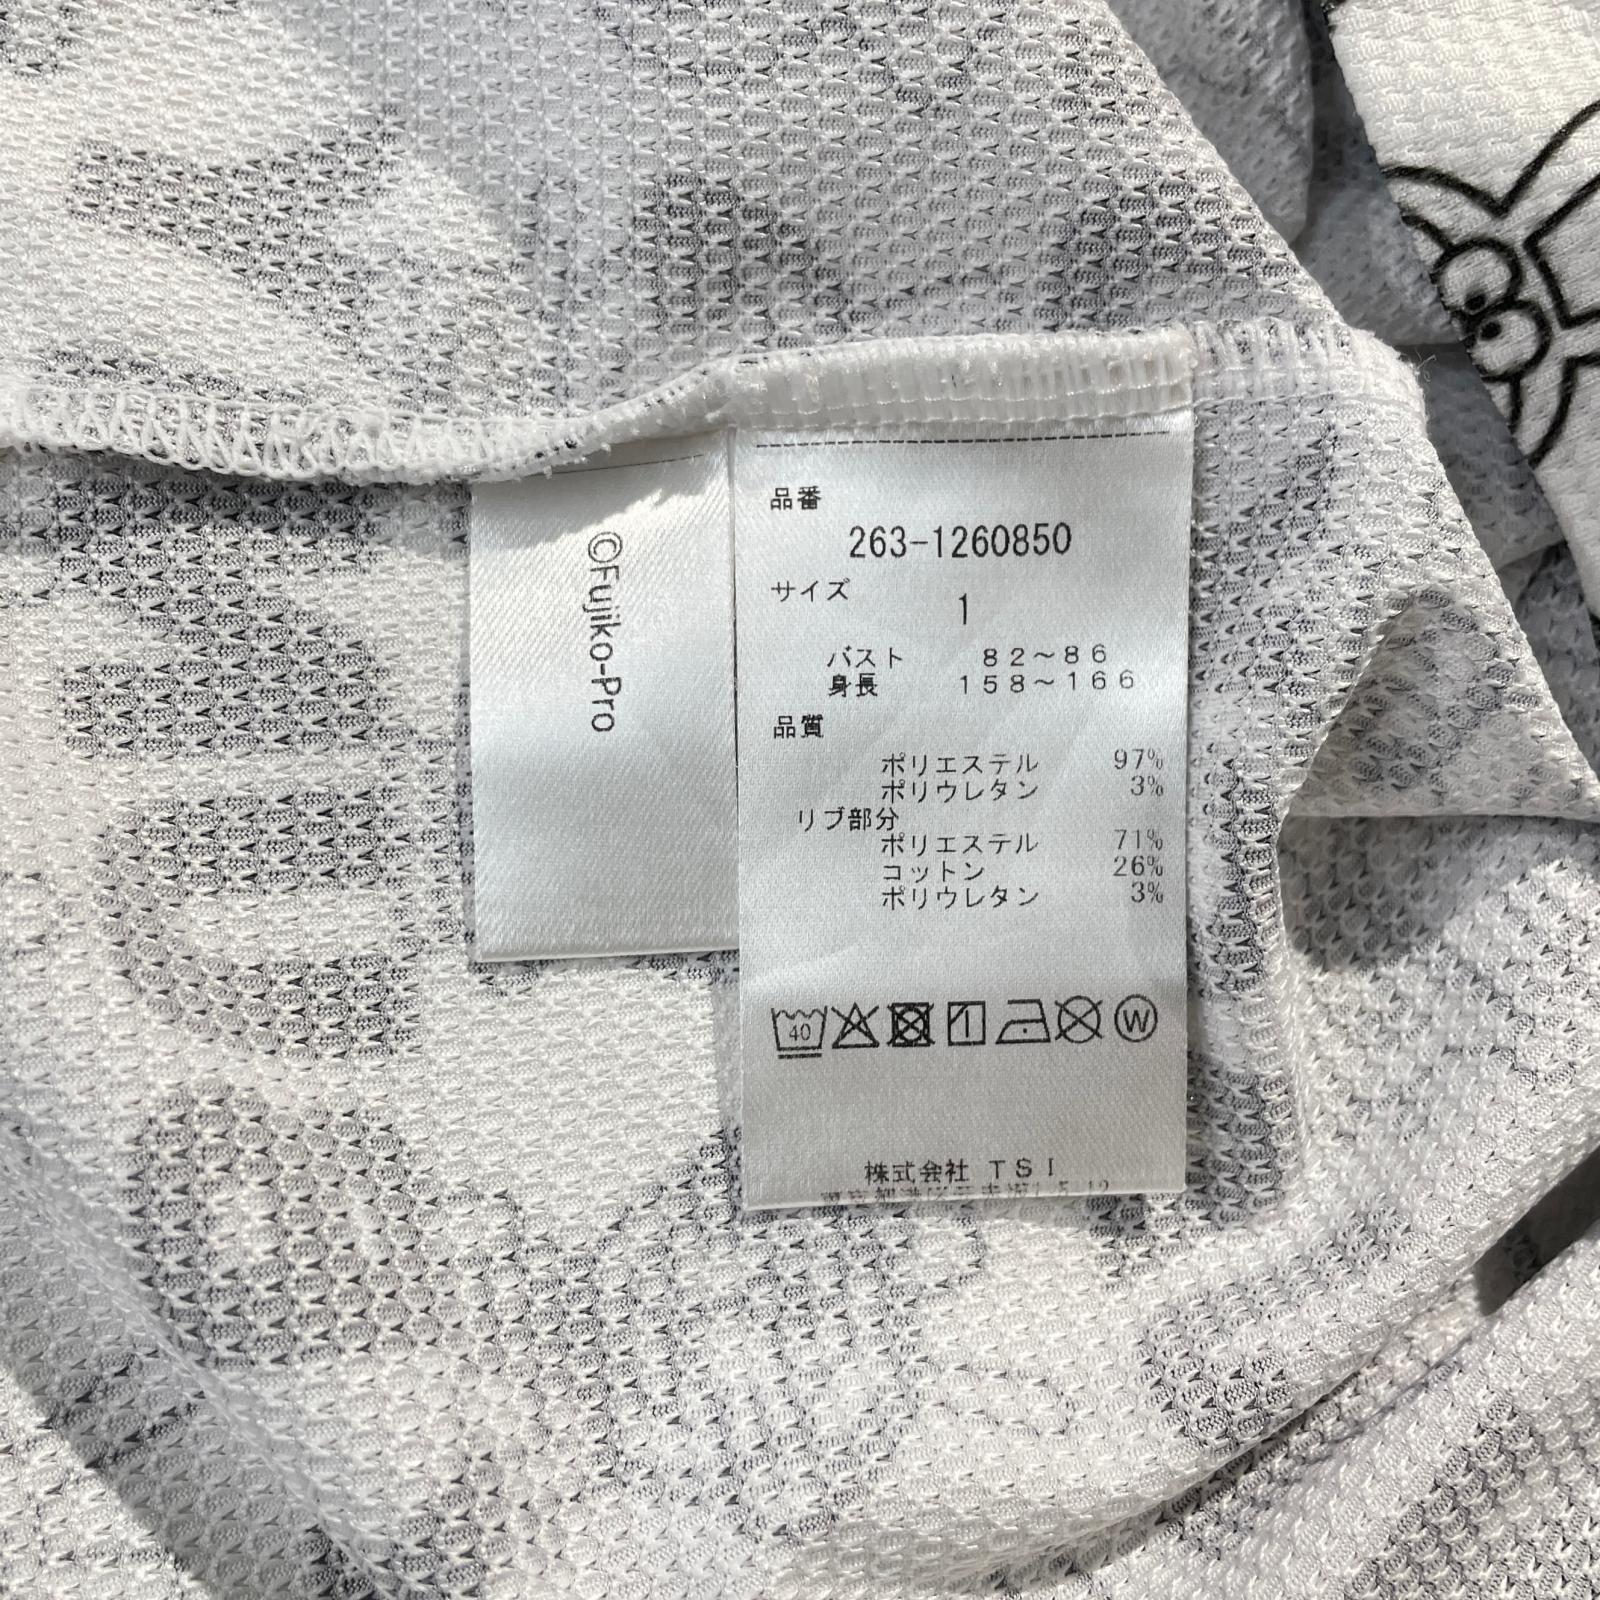 ©Fujiko-Pro
品番
263-1260850
サイズ
1
バスト 82～86
身長 158～166
品質
ポリエステル 97%
ポリウレタン 3%
リブ部分
ポリエステル 71%
コットン 26%
ポリウレタン 3%
40
W
株式会社 TSI